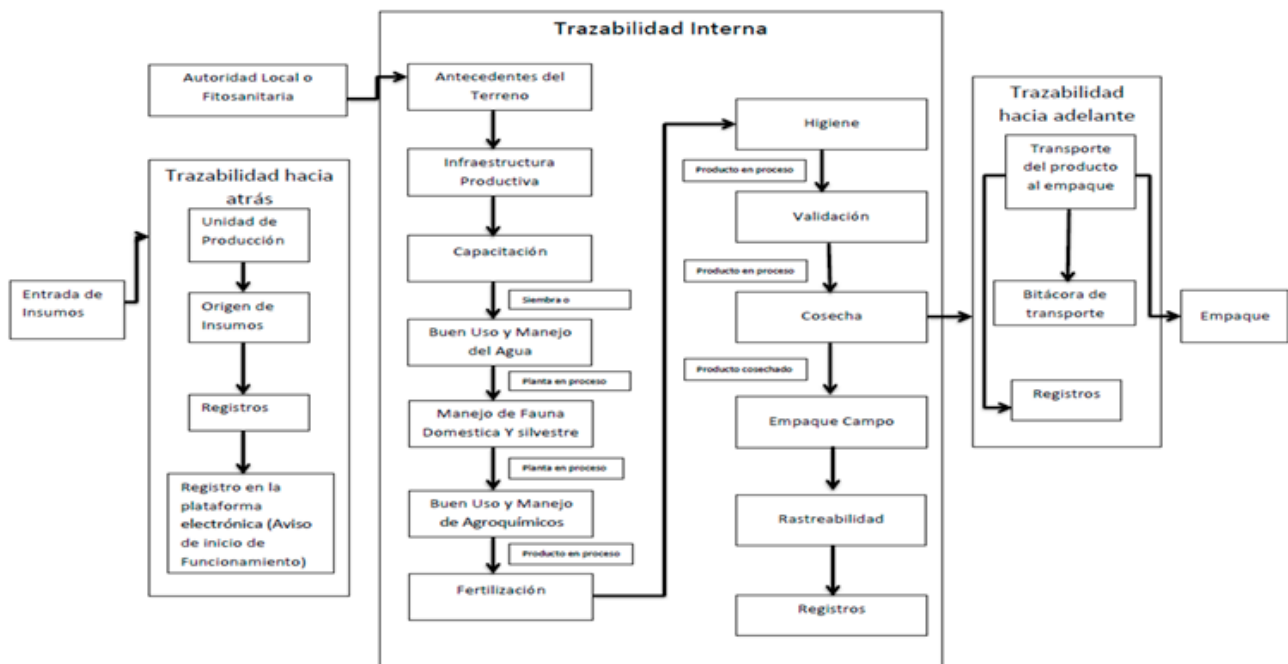 Trazabilidad Interna
Autoridad Local o
Fitosanitaria
Trazabilidad hacia
atrás
Unidad de
Producción
Entrada de
Insumos
Origen de
Insumos
Registros
Registro en la
plataforma
electrónica (Aviso
de inicio de
Funcionamiento)
Antecedentes del
Terreno
Infraestructura
Productiva
Capacitación
Siembra o
Buen Uso y Manejo
del Agua
Planta en proceso
Manejo de Fauna
Domestica Y silvestre
Planta en proceso
Buen Uso y Manejo
de Agroquímicos
Producto en proceso
Fertilización
Higiene
Producto en proceso
Validación
Producto en proceso
Cosecha
Producto cosechado
Empaque Campo
Rastreabilidad
Registros
Trazabilidad
hacia adelante
Transporte
del producto
al empaque
Bitácora de
transporte
Registros
Empaque